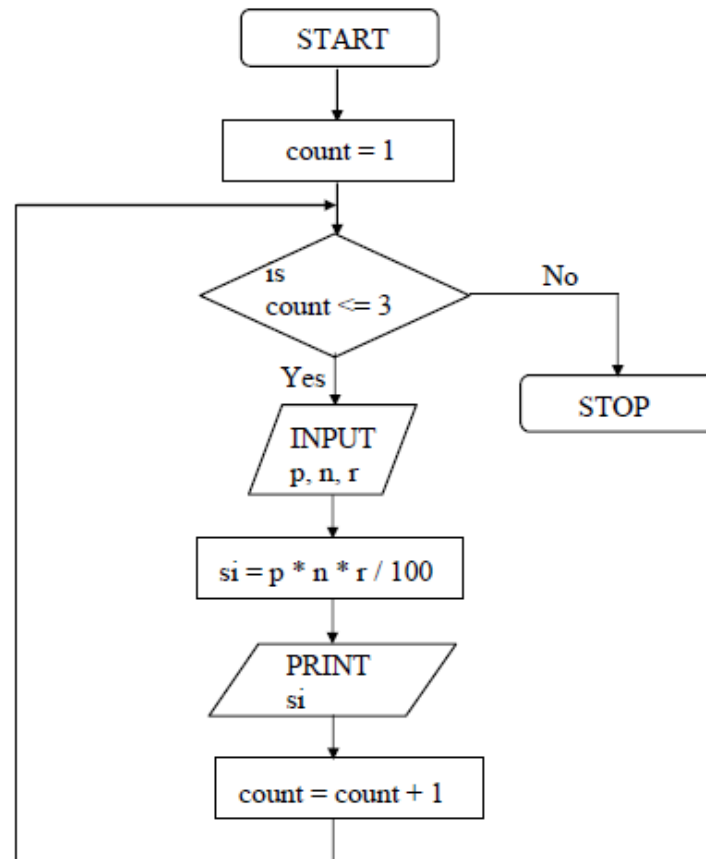 START
count = 1
is
count <= 3
No
Yes
STOP
INPUT
p, n, r
si = p * n * r / 100
PRINT
si
count = count + 1